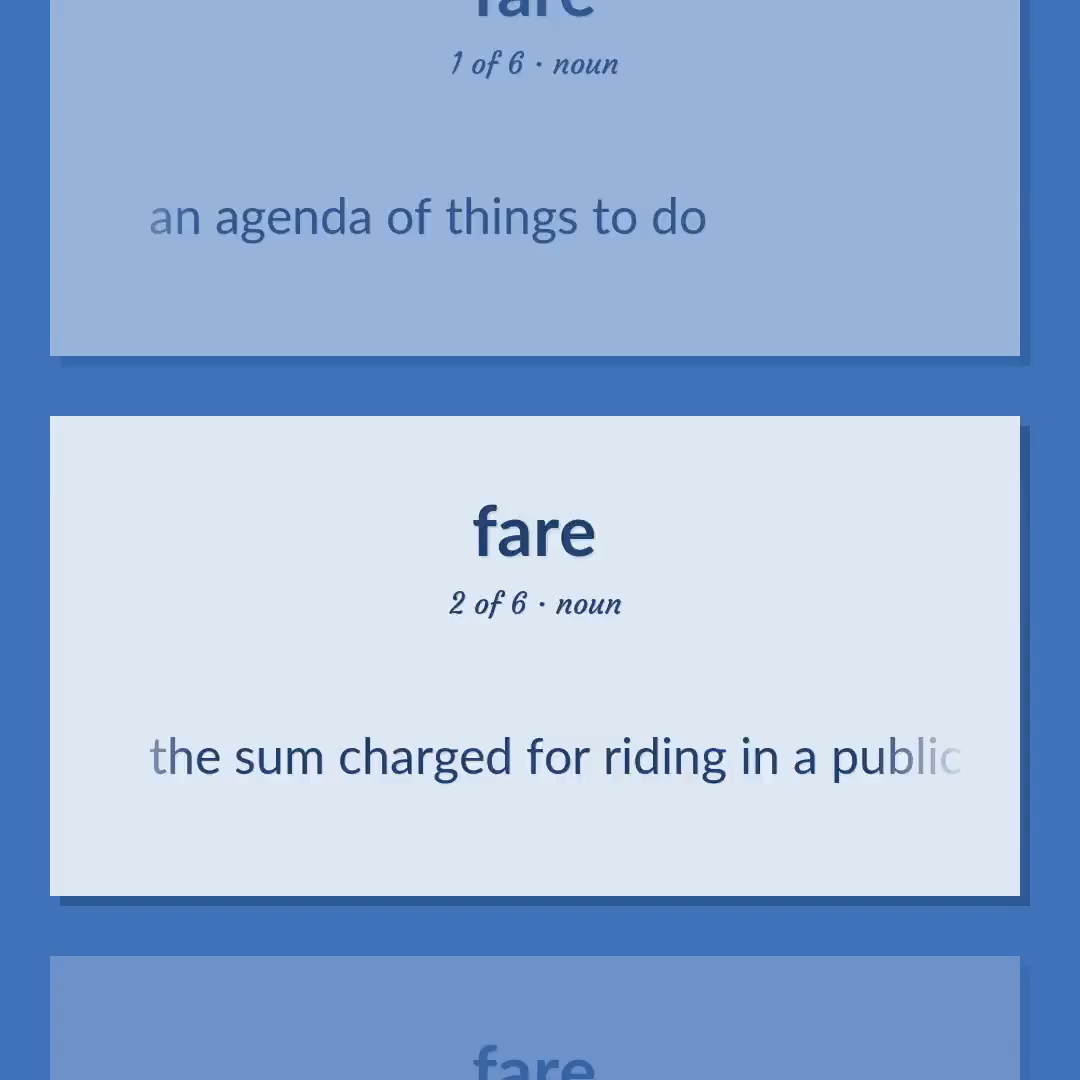 fare
1 of 6 · noun
an agenda of things to do
fare
2 of 6 · noun
the sum charged for riding in a public
fare